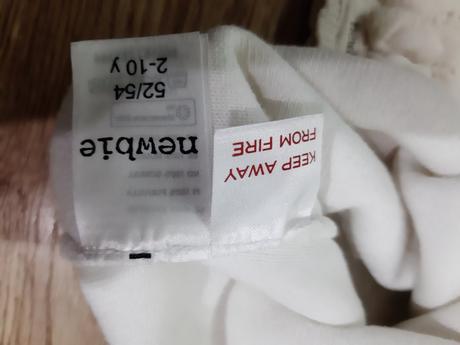 KEEP AWAY
FROM FIRE
newbie
52/54
2-10 y